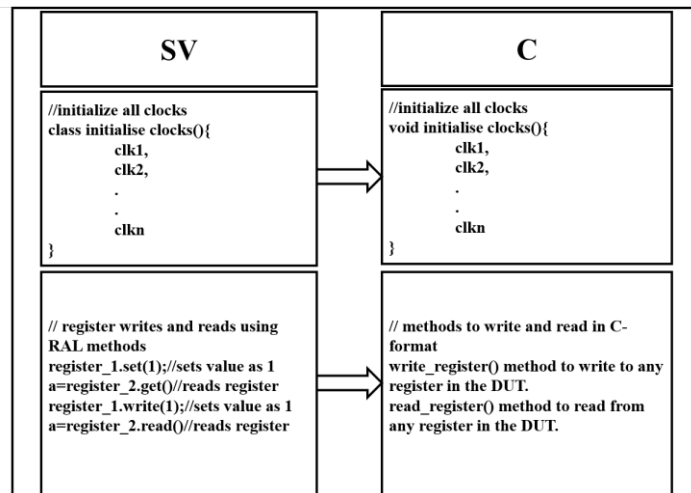 SV
C
//initialize all clocks
class initialise clocks(){
clk1,
clk2,
.
.
clkn
}
//initialize all clocks
void initialise clocks(){
clk1,
clk2,
.
.
clkn
}
// register writes and reads using
RAL methods
register_1.set(1);//sets value as 1
a=register_2.get()//reads register
register_1.write(1);//sets value as 1
a=register_2.read()//reads register
// methods to write and read in C-
format
write_register() method to write to any
register in the DUT.
read_register() method to read from
any register in the DUT.